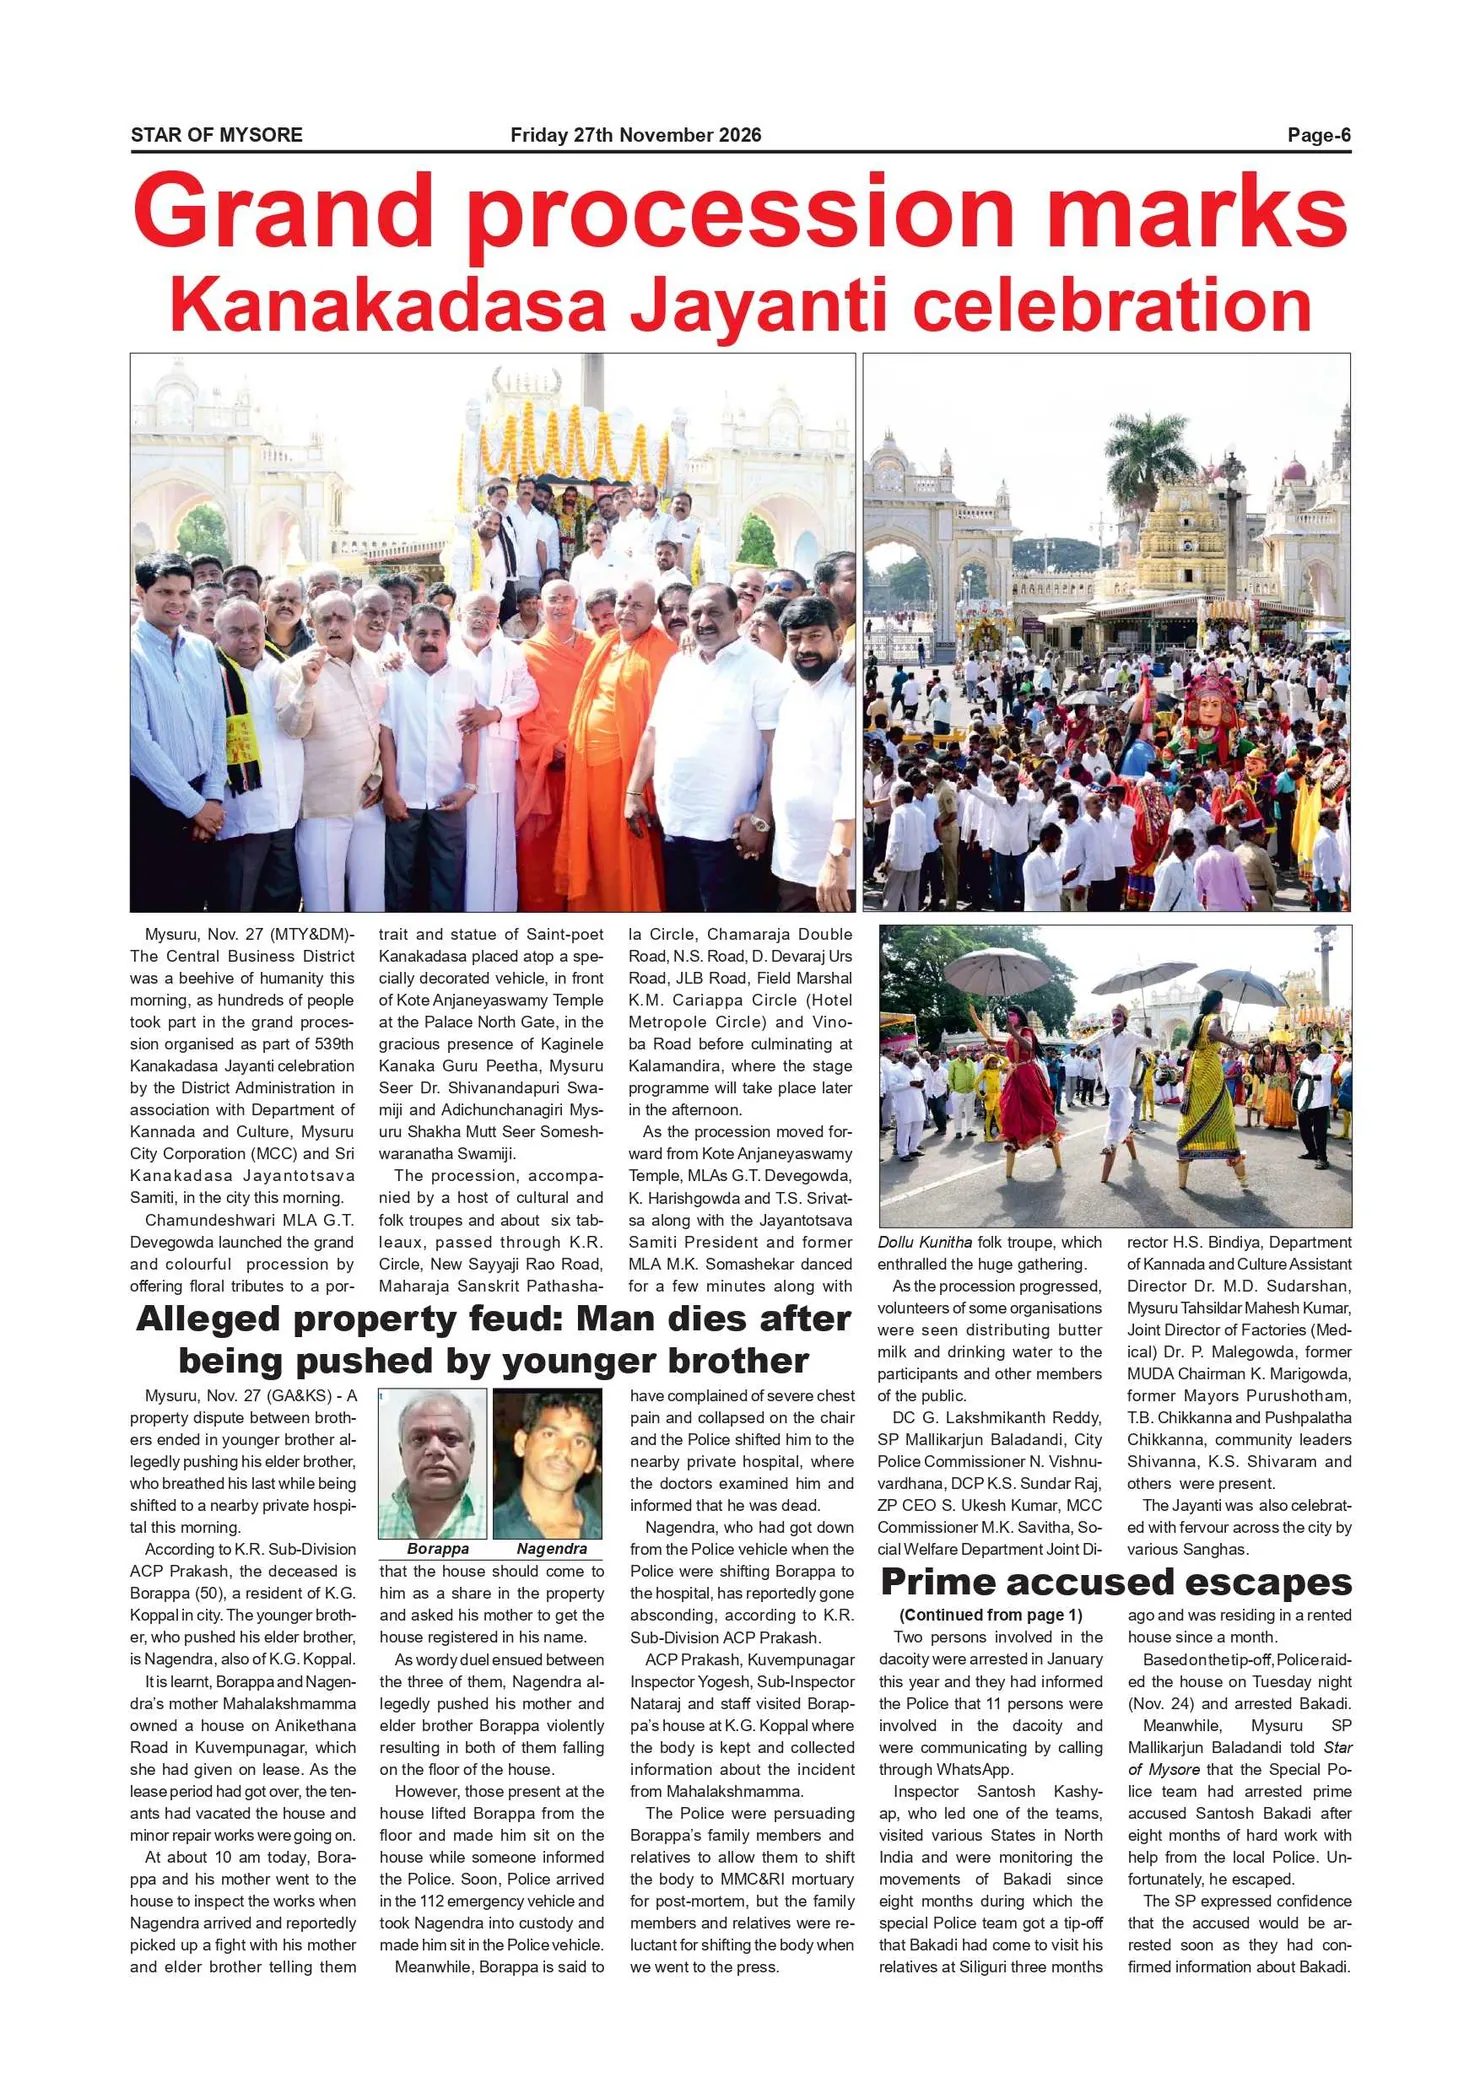 STAR OF MYSORE
Friday 27th November 2026
Page-6
Grand procession marks
Kanakadasa Jayanti celebration
Mysuru, Nov. 27 (MTY&DM)-
The Central Business District
was a beehive of humanity this
morning, as hundreds of people
took part in the grand proces-
sion organised as part of 539th
Kanakadasa Jayanti celebration
by the District Administration in
association with Department of
Kannada and Culture, Mysuru
City Corporation (MCC) and Sri
Kanakadasa Jayantotsava
Samiti, in the city this morning.
Chamundeshwari MLA G.T.
Devegowda launched the grand
and colourful procession by
offering floral tributes to a por-
trait and statue of Saint-poet
Kanakadasa placed atop a spe-
cially decorated vehicle, in front
of Kote Anjaneyaswamy Temple
at the Palace North Gate, in the
gracious presence of Kaginele
Kanaka Guru Peetha, Mysuru
Seer Dr. Shivanandapuri Swa-
miji and Adichunchanagiri Mys-
uru Shakha Mutt Seer Somesh-
waranatha Swamiji.
The procession, accompa-
nied by a host of cultural and
folk troupes and about six tab-
leaux, passed through K.R.
Circle, New Sayyaji Rao Road,
Maharaja Sanskrit Pathasha-
la Circle, Chamaraja Double
Road, N.S. Road, D. Devaraj Urs
Road, JLB Road, Field Marshal
K.M. Cariappa Circle (Hotel
Metropole Circle) and Vino-
ba Road before culminating at
Kalamandira, where the stage
programme will take place later
in the afternoon.
As the procession moved for-
ward from Kote Anjaneyaswamy
Temple, MLAs G.T. Devegowda,
K. Harishgowda and T.S. Srivat-
sa along with the Jayantotsava
Samiti President and former
MLA M.K. Somashekar danced
for a few minutes along with
Dollu Kunitha folk troupe, which
enthralled the huge gathering.
As the procession progressed,
volunteers of some organisations
were seen distributing butter
milk and drinking water to the
participants and other members
of the public.
DC G. Lakshmikanth Reddy,
SP Mallikarjun Baladandi, City
Police Commissioner N. Vishnu-
vardhana, DCP K.S. Sundar Raj,
ZP CEO S. Ukesh Kumar, MCC
Commissioner M.K. Savitha, So-
cial Welfare Department Joint Di-
rector H.S. Bindiya, Department
of Kannada and Culture Assistant
Director Dr. M.D. Sudarshan,
Mysuru Tahsildar Mahesh Kumar,
Joint Director of Factories (Med-
ical) Dr. P. Malegowda, former
MUDA Chairman K. Marigowda,
former Mayors Purushotham,
T.B. Chikkanna and Pushpalatha
Chikkanna, community leaders
Shivanna, K.S. Shivaram and
others were present.
The Jayanti was also celebrat-
ed with fervour across the city by
various Sanghas.
Alleged property feud: Man dies after
being pushed by younger brother
Mysuru, Nov. 27 (GA&KS) - A
property dispute between broth-
ers ended in younger brother al-
legedly pushing his elder brother,
who breathed his last while being
shifted to a nearby private hospi-
tal this morning.
According to K.R. Sub-Division
ACP Prakash, the deceased is
Borappa (50), a resident of K.G.
Koppal in city. The younger broth-
er, who pushed his elder brother,
is Nagendra, also of K.G. Koppal.
It is learnt, Borappa and Nagen-
dra's mother Mahalakshmamma
owned a house on Anikethana
Road in Kuvempunagar, which
she had given on lease. As the
lease period had got over, the ten-
ants had vacated the house and
minor repair works were going on.
At about 10 am today, Bora-
ppa and his mother went to the
house to inspect the works when
Nagendra arrived and reportedly
picked up a fight with his mother
and elder brother telling them
t
Borappa
Nagendra
that the house should come to
him as a share in the property
and asked his mother to get the
house registered in his name.
As wordy duel ensued between
the three of them, Nagendra al-
legedly pushed his mother and
elder brother Borappa violently
resulting in both of them falling
on the floor of the house.
However, those present at the
house lifted Borappa from the
floor and made him sit on the
house while someone informed
the Police. Soon, Police arrived
in the 112 emergency vehicle and
took Nagendra into custody and
made him sit in the Police vehicle.
Meanwhile, Borappa is said to
have complained of severe chest
pain and collapsed on the chair
and the Police shifted him to the
nearby private hospital, where
the doctors examined him and
informed that he was dead.
Nagendra, who had got down
from the Police vehicle when the
Police were shifting Borappa to
the hospital, has reportedly gone
absconding, according to K.R.
Sub-Division ACP Prakash.
ACP Prakash, Kuvempunagar
Inspector Yogesh, Sub-Inspector
Nataraj and staff visited Borap-
pa's house at K.G. Koppal where
the body is kept and collected
information about the incident
from Mahalakshmamma.
The Police were persuading
Borappa's family members and
relatives to allow them to shift
the body to MMC&RI mortuary
for post-mortem, but the family
members and relatives were re-
luctant for shifting the body when
we went to the press.
Prime accused escapes
(Continued from page 1)
Two persons involved in the
dacoity were arrested in January
this year and they had informed
the Police that 11 persons were
involved in the dacoity and
were communicating by calling
through WhatsApp.
Inspector Santosh Kashy-
ap, who led one of the teams,
visited various States in North
India and were monitoring the
movements of Bakadi since
eight months during which the
special Police team got a tip-off
that Bakadi had come to visit his
relatives at Siliguri three months
ago and was residing in a rented
house since a month.
Based on the tip-off, Police raid-
ed the house on Tuesday night
(Nov. 24) and arrested Bakadi.
Meanwhile, Mysuru SP
Mallikarjun Baladandi told Star
of Mysore that the Special Po-
lice team had arrested prime
accused Santosh Bakadi after
eight months of hard work with
help from the local Police. Un-
fortunately, he escaped.
The SP expressed confidence
that the accused would be ar-
rested soon as they had con-
firmed information about Bakadi.